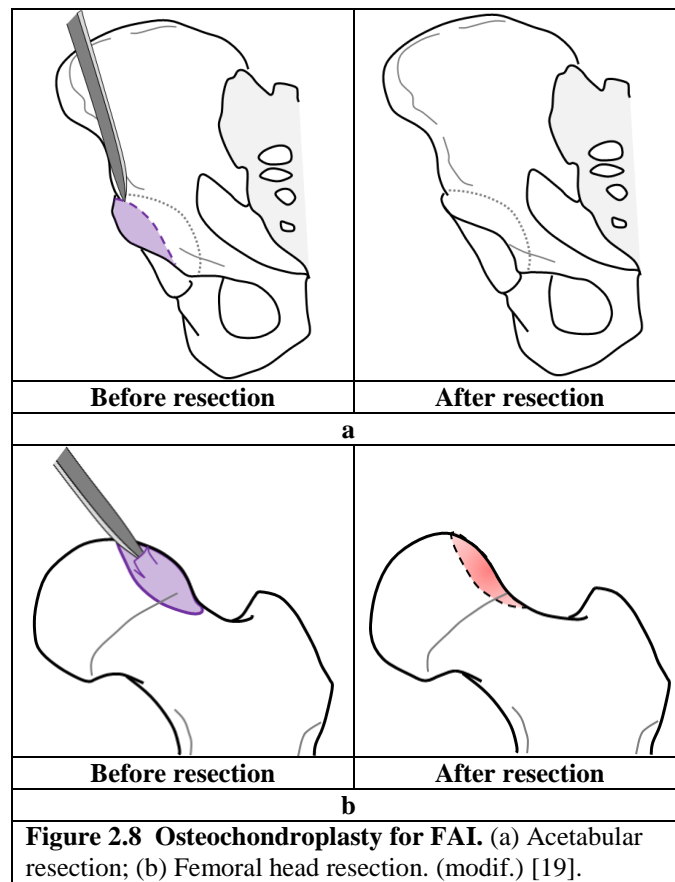 Before resection
After resection
a
Before resection
After resection
b
Figure 2.8 Osteochondroplasty for FAI. (a) Acetabular
resection; (b) Femoral head resection. (modif.) [19].